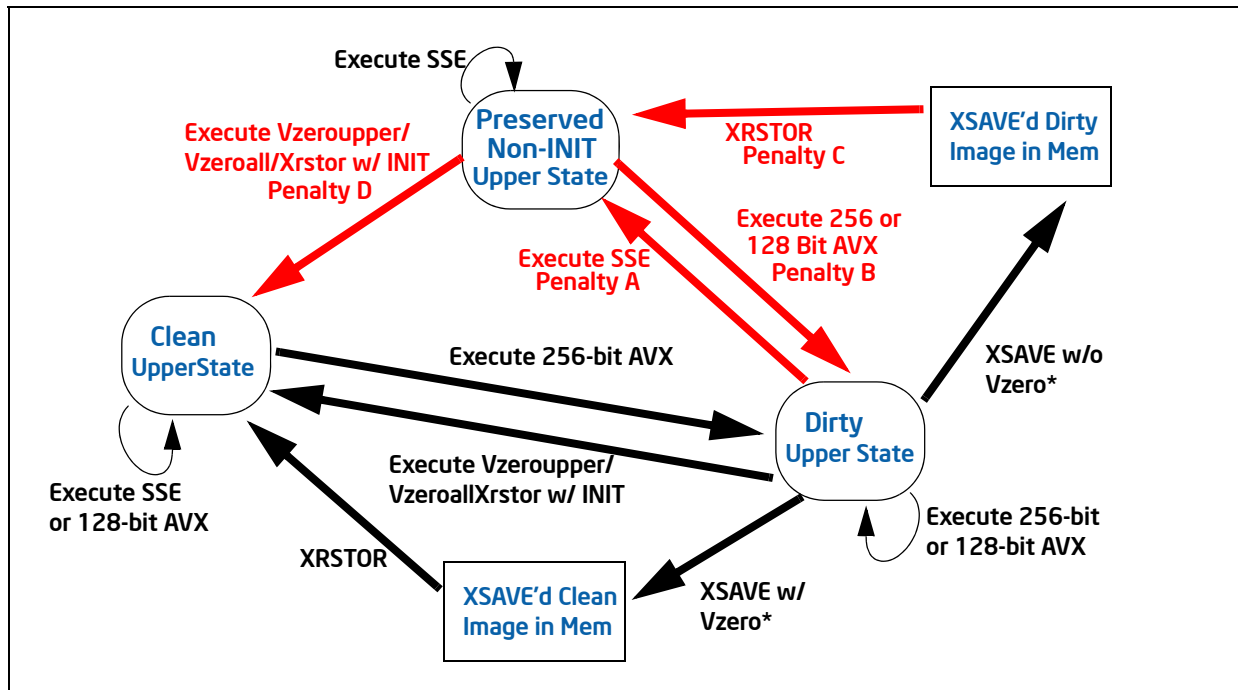 Execute SSE
Preserved
Non-INIT
Upper State
XSAVE'd Dirty
Image in Mem
Execute Vzeroupper/
Vzeroall/Xrstor w/ INIT
Penalty D
XRSTOR
Penalty C
Execute 256 or
128 Bit AVX
Penalty B
Execute SSE
Penalty A
Clean
UpperState
Execute 256-bit AVX
XSAVE w/o
Vzero*
Dirty
Upper State
Execute Vzeroupper/
VzeroallXrstor w/ INIT
Execute SSE
or 128-bit AVX
Execute 256-bit
or 128-bit AVX
XRSTOR
XSAVE'd Clean
Image in Mem
XSAVE w/
Vzero*